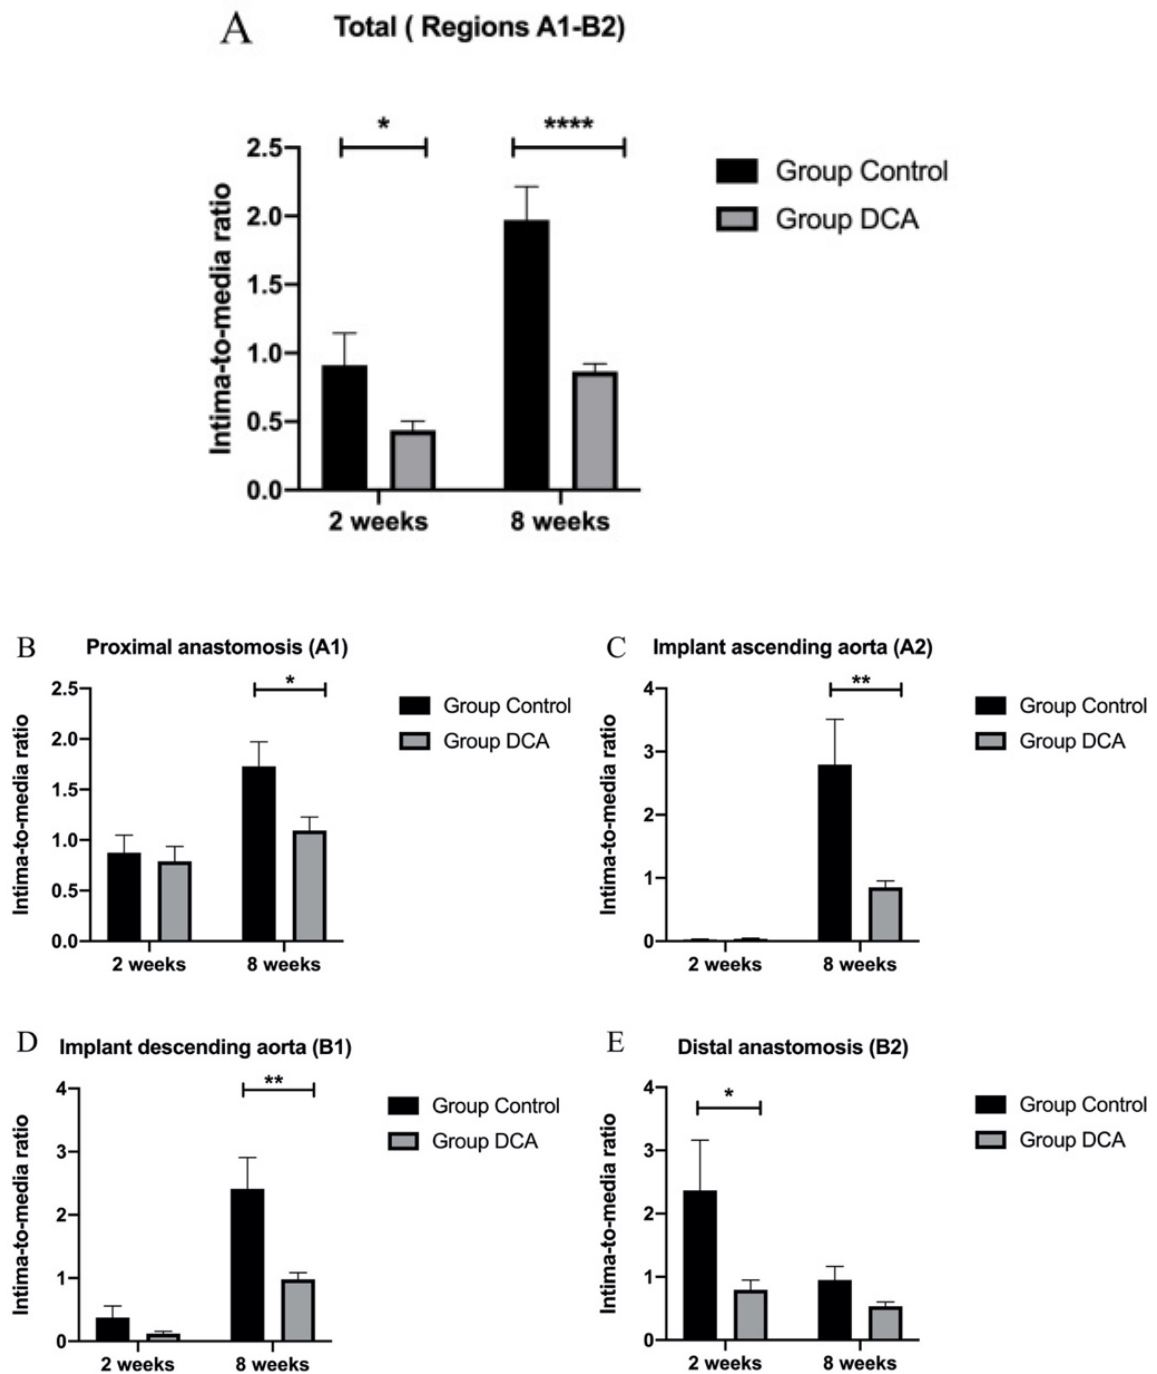 A Total ( Regions A1-B2)
* ****
Intima-to-media ratio
2.5
2.0
1.5
1.0
0.5
0.0
2 weeks 8 weeks
Group Control
Group DCA
B Proximal anastomosis (A1)
*
Intima-to-media ratio
2.5
2.0
1.5
1.0
0.5
0.0
2 weeks 8 weeks
Group Control
Group DCA
C Implant ascending aorta (A2)
**
Intima-to-media ratio
4
3
2
1
0
2 weeks 8 weeks
Group Control
Group DCA
D Implant descending aorta (B1)
**
Intima-to-media ratio
4
3
2
1
0
2 weeks 8 weeks
Group Control
Group DCA
E Distal anastomosis (B2)
*
Intima-to-media ratio
4
3
2
1
0
2 weeks 8 weeks
Group Control
Group DCA